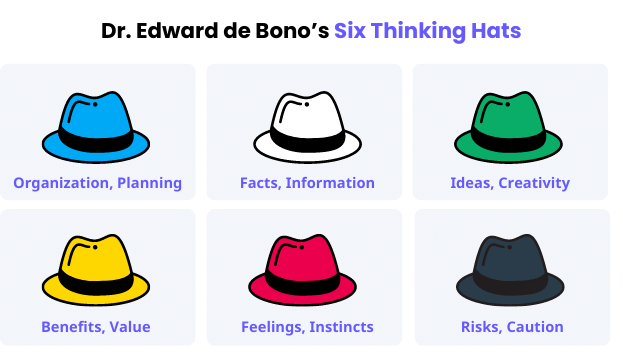 Dr. Edward de Bono’s Six Thinking Hats
Organization, Planning
Facts, Information
Ideas, Creativity
Benefits, Value
Feelings, Instincts
Risks, Caution